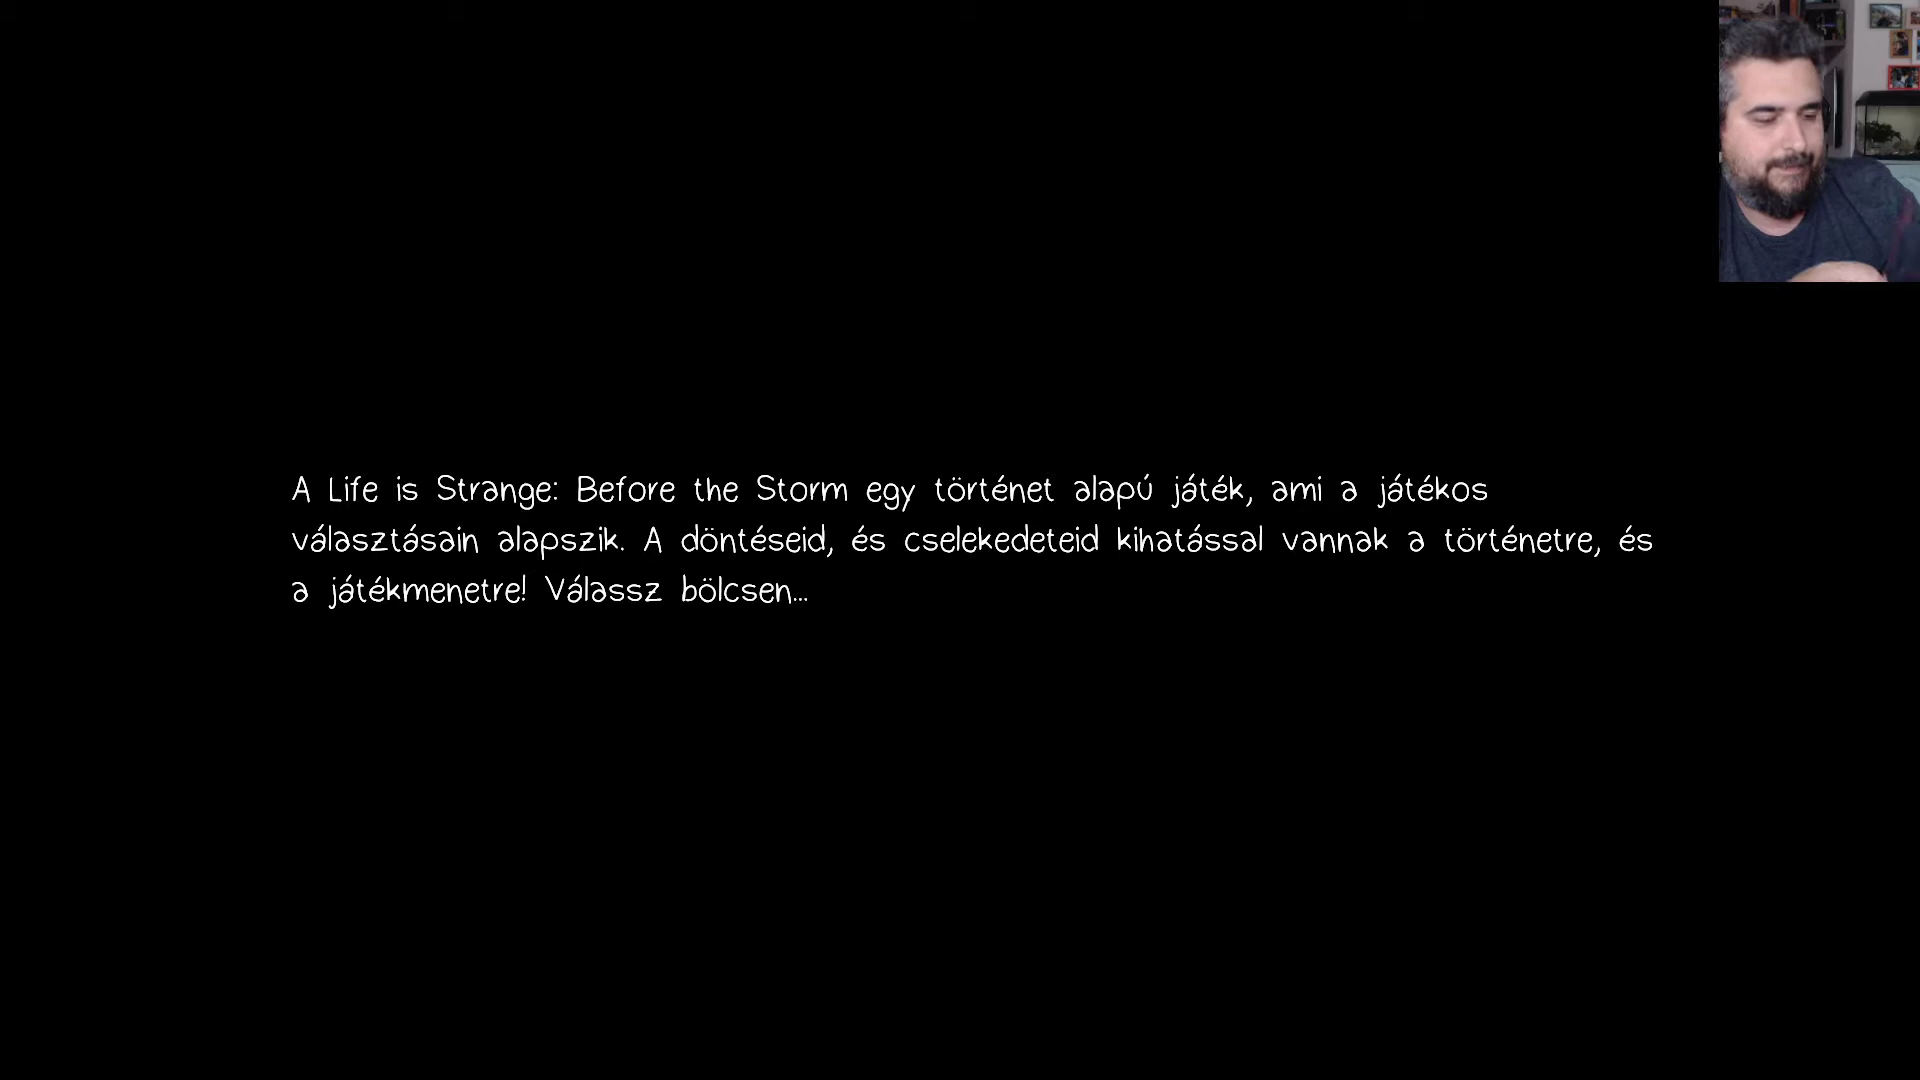 A Life is Strange: Before the Storm egy történet alapú játék, ami a játékos
választásain alapszik. A döntéseid, és cselekedeteid kihatással vannak a történetre, és
a játékmenetre! Válassz bölcsen...